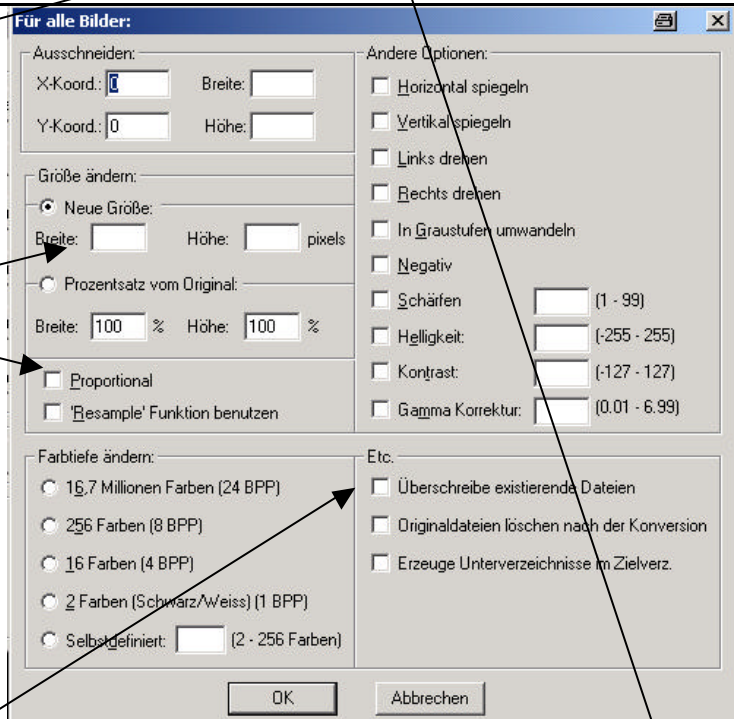 Für alle Bilder:
Ausschneiden:
X-Koord.: 0 Breite:
Y-Koord.: 0 Höhe:
Größe ändern:
Neue Größe:
Breite: Höhe: pixels
Prozentsatz vom Original:
Breite: 100 % Höhe: 100 %
Proportional
'Resample' Funktion benutzen
Andere Optionen:
Horizontal spiegeln
Vertikal spiegeln
Links drehen
Rechts drehen
In Graustufen umwandeln
Negativ
Schärfen (1 - 99)
Helligkeit: (-255 - 255)
Kontrast: (-127 - 127)
Gamma Korrektur: (0.01 - 6.99)
Farbtiefe ändern:
16,7 Millionen Farben (24 BPP)
256 Farben (8 BPP)
16 Farben (4 BPP)
2 Farben (Schwarz/Weiss) (1 BPP)
Selbstdefiniert: (2 - 256 Farben)
Etc.
Überschreibe existierende Dateien
Originaldateien löschen nach der Konversion
Erzeuge Unterverzeichnisse im Zielverz.
OK Abbrechen